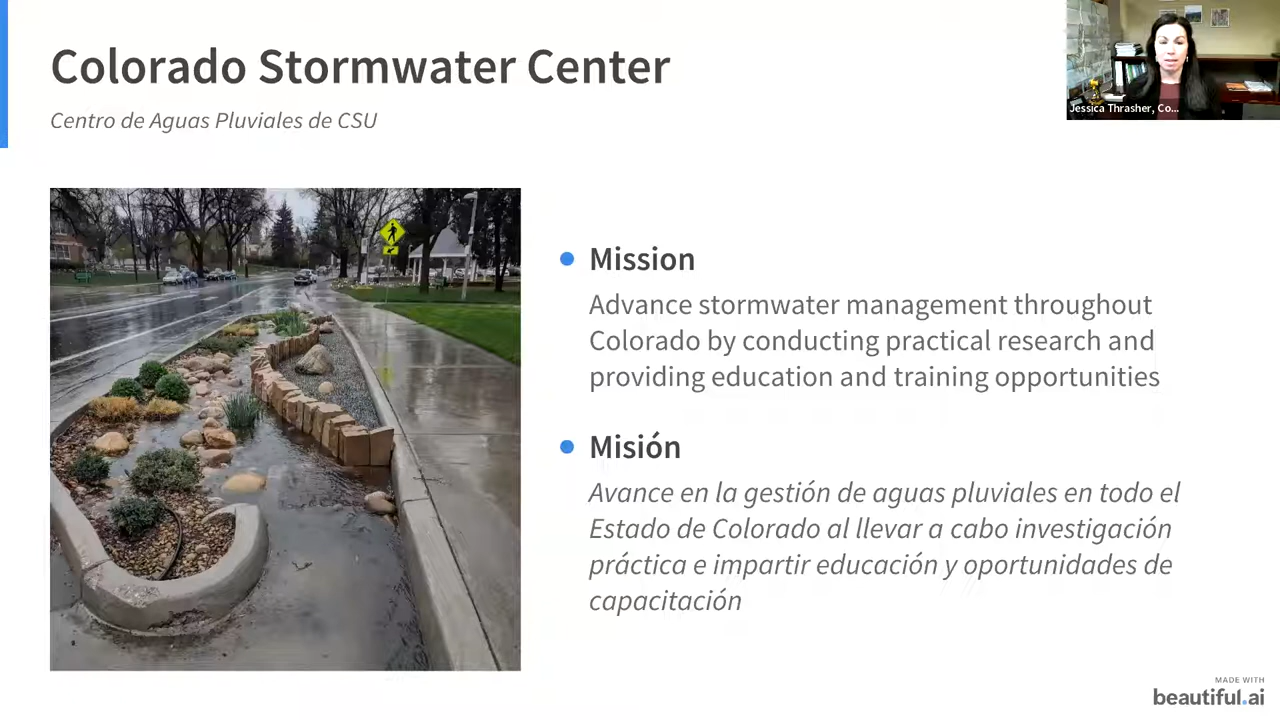 Colorado Stormwater Center
Centro de Aguas Pluviales de CSU
Jessica Thrasher, Co...
Mission
Advance stormwater management throughout
Colorado by conducting practical research and
providing education and training opportunities
Misión
Avance en la gestión de aguas pluviales en todo el
Estado de Colorado al llevar a cabo investigación
práctica e impartir educación y oportunidades de
capacitación
MADE WITH
beautiful.ai